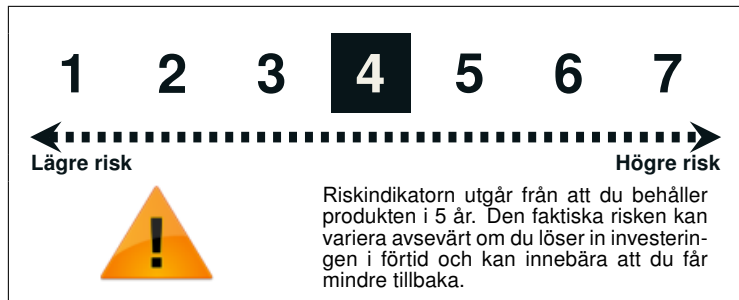 1 2 3 4 5 6 7
Lägre risk Högre risk
!
Riskindikatorn utgår från att du behåller
produkten i 5 år. Den faktiska risken kan
variera avsevärt om du löser in investerin-
gen i förtid och kan innebära att du får
mindre tillbaka.